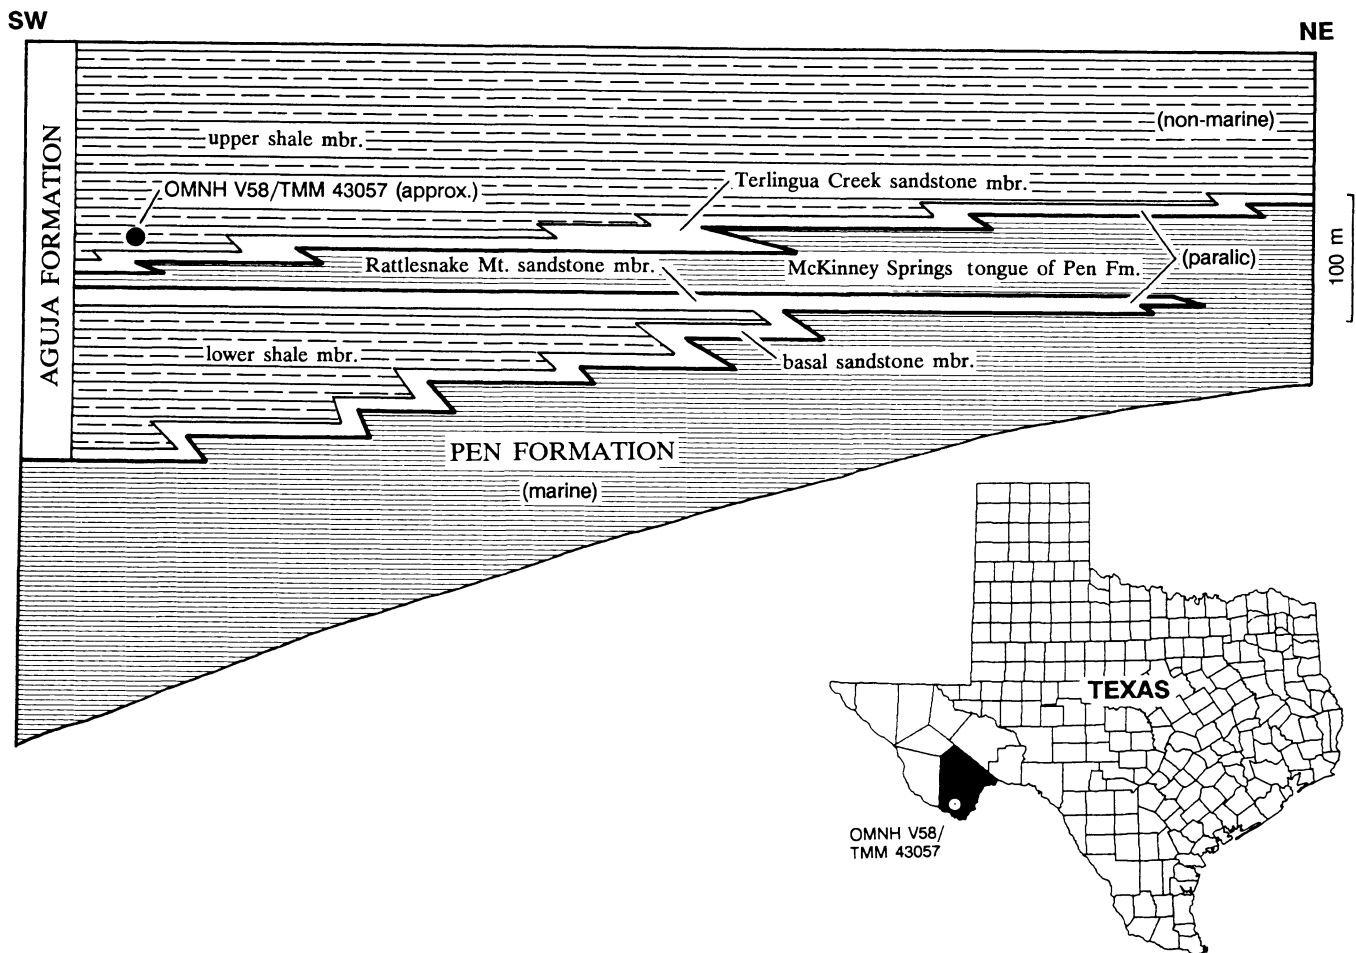 SW
NE
(non-marine)
upper shale mbr.
AGUJA FORMATION
OMNH V58/TMM 43057 (approx.)
Terlingua Creek sandstone mbr.
Rattlesnake Mt. sandstone mbr.
McKinney Springs tongue of Pen Fm.
(paralic)
100 m
lower shale mbr.
basal sandstone mbr.
PEN FORMATION
(marine)
TEXAS
OMNH V58/
TMM 43057